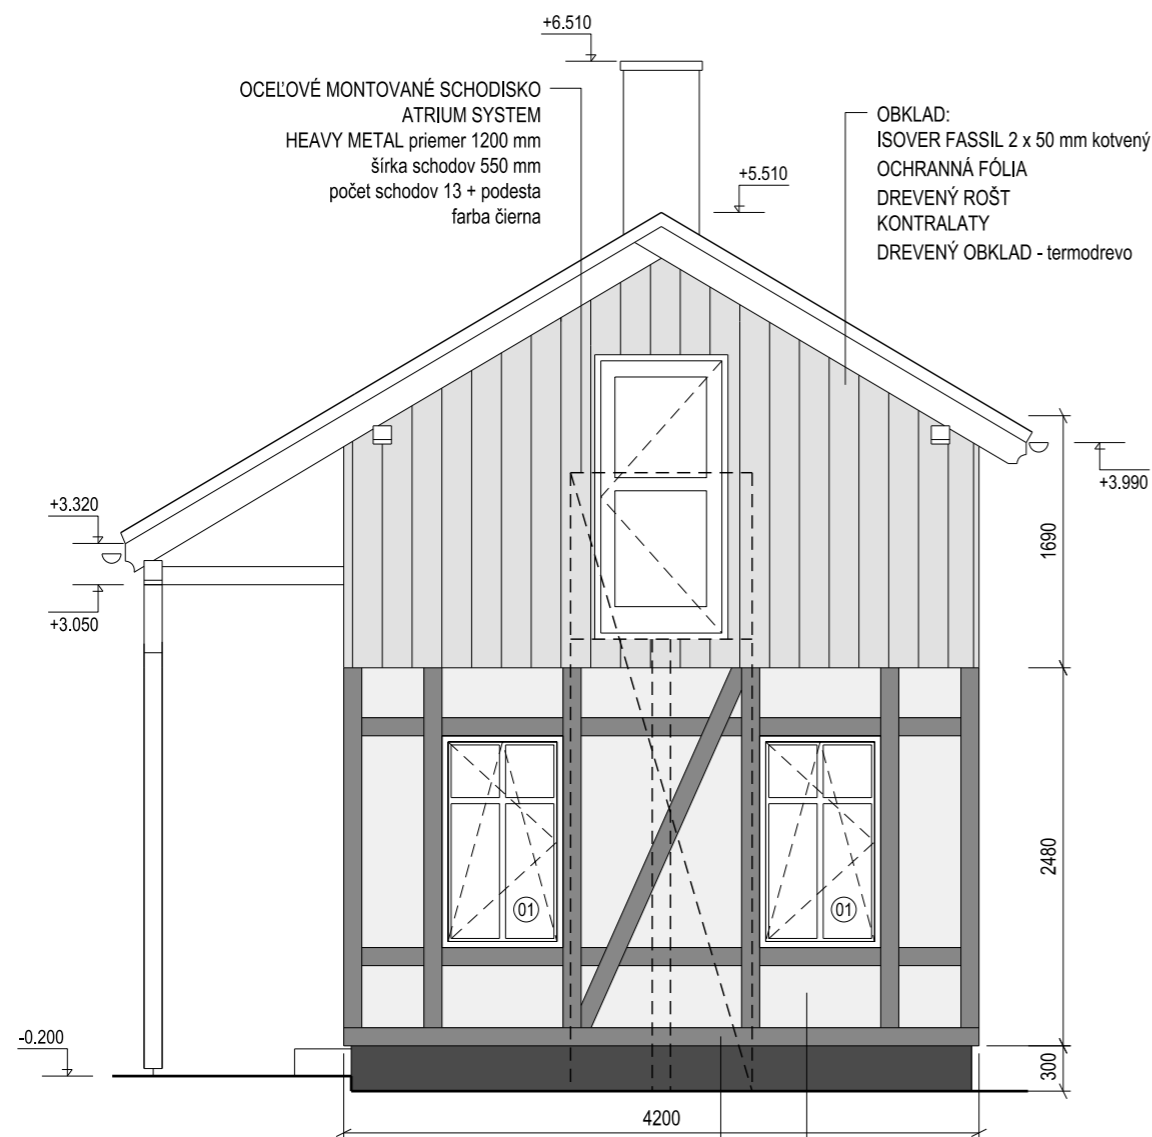 +6.510
OCEĽOVÉ MONTOVANÉ SCHODISKO
ATRIUM SYSTEM
HEAVY METAL priemer 1200 mm
šírka schodov 550 mm
počet schodov 13 + podesta
farba čierna
OBKLAD:
ISOVER FASSIL 2 x 50 mm kotvený
OCHRANNÁ FÓLIA
DREVENÝ ROŠT
KONTRALATY
DREVENÝ OBKLAD - termodrevo
+5.510
+3.990
+3.320
+3.050
1690
2480
01
01
-0.200
300
4200